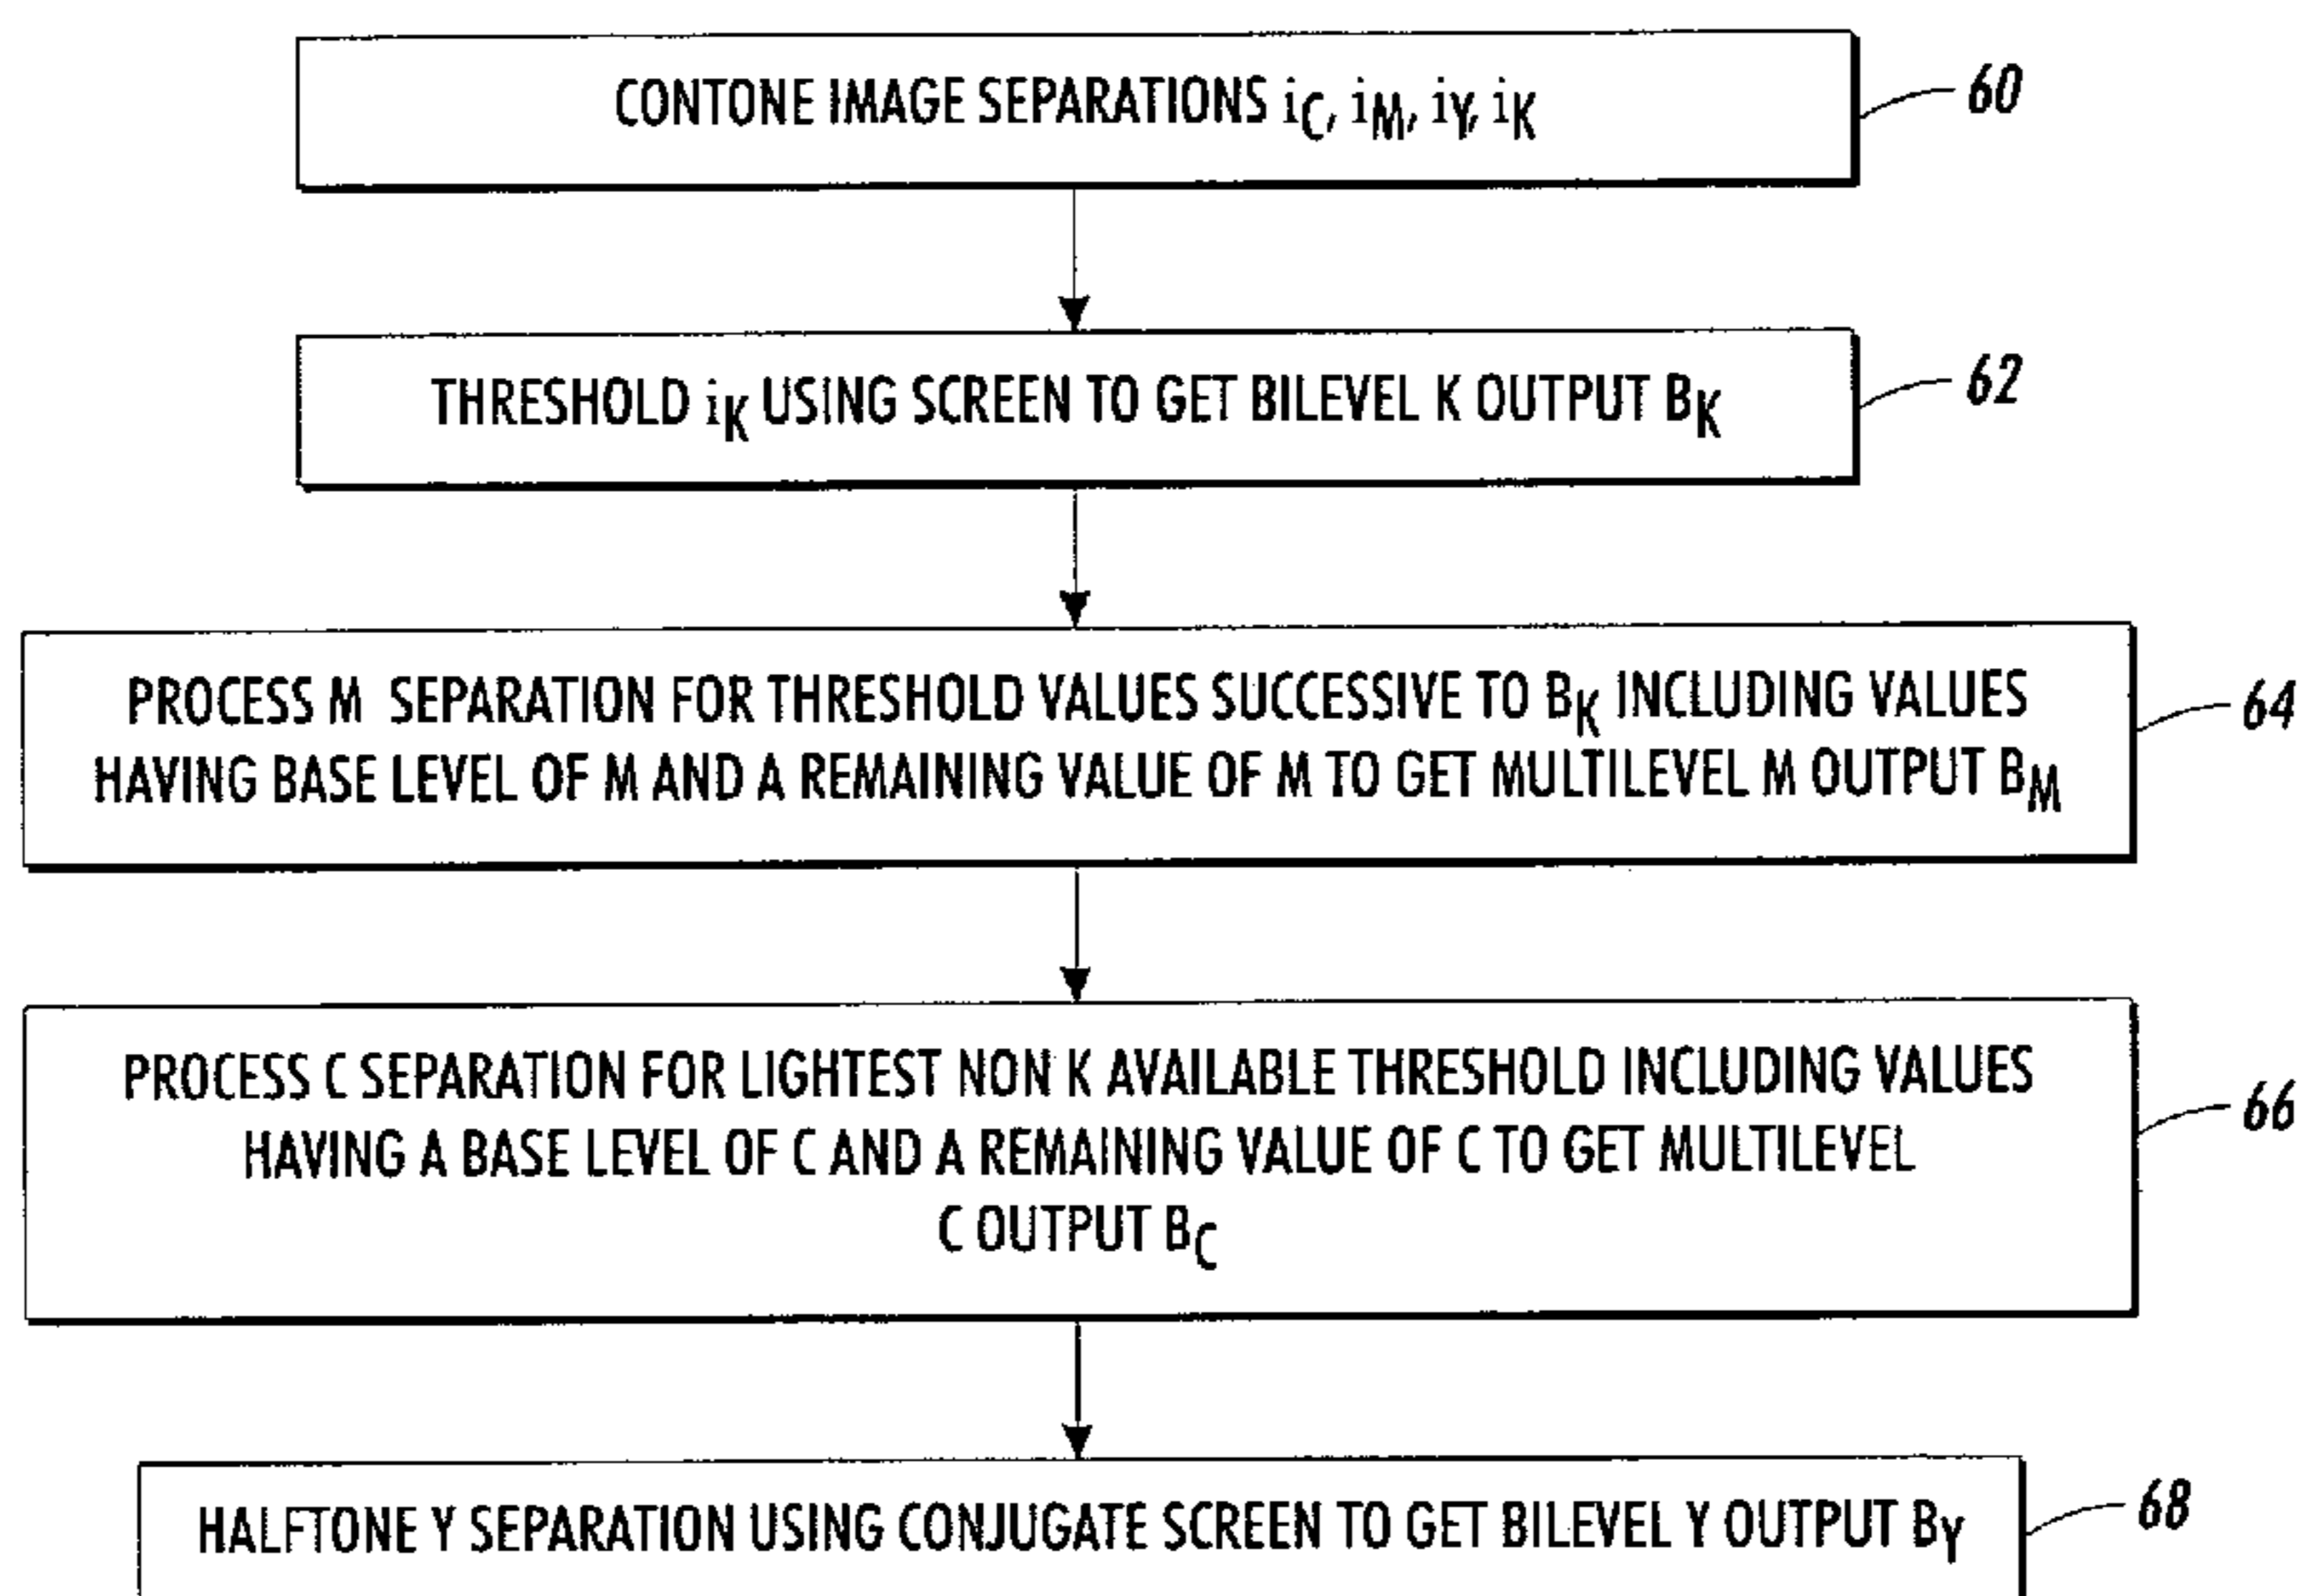 CONTONE IMAGE SEPARATIONS iC, iM, iY, iK
60
THRESHOLD iK USING SCREEN TO GET BILEVEL K OUTPUT BK
62
PROCESS M SEPARATION FOR THRESHOLD VALUES SUCCESSIVE TO BK INCLUDING VALUES
HAVING BASE LEVEL OF M AND A REMAINING VALUE OF M TO GET MULTILEVEL M OUTPUT BM
64
PROCESS C SEPARATION FOR LIGHTEST NON K AVAILABLE THRESHOLD INCLUDING VALUES
HAVING A BASE LEVEL OF C AND A REMAINING VALUE OF C TO GET MULTILEVEL
C OUTPUT BC
66
HALFTONE Y SEPARATION USING CONJUGATE SCREEN TO GET BILEVEL Y OUTPUT BY
68